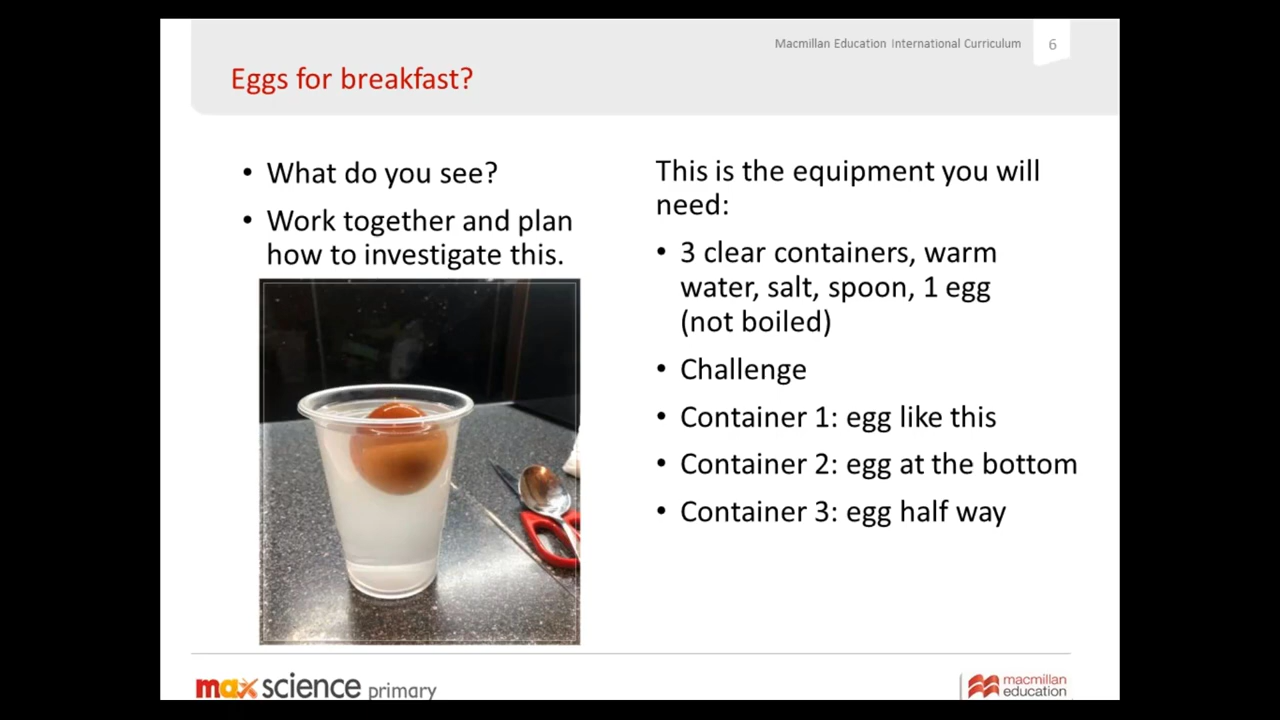 Macmillan Education International Curriculum 6
Eggs for breakfast?
• What do you see?
• Work together and plan
how to investigate this.
This is the equipment you will
need:
• 3 clear containers, warm
water, salt, spoon, 1 egg
(not boiled)
• Challenge
• Container 1: egg like this
• Container 2: egg at the bottom
• Container 3: egg half way
max science primary
macmillan
education